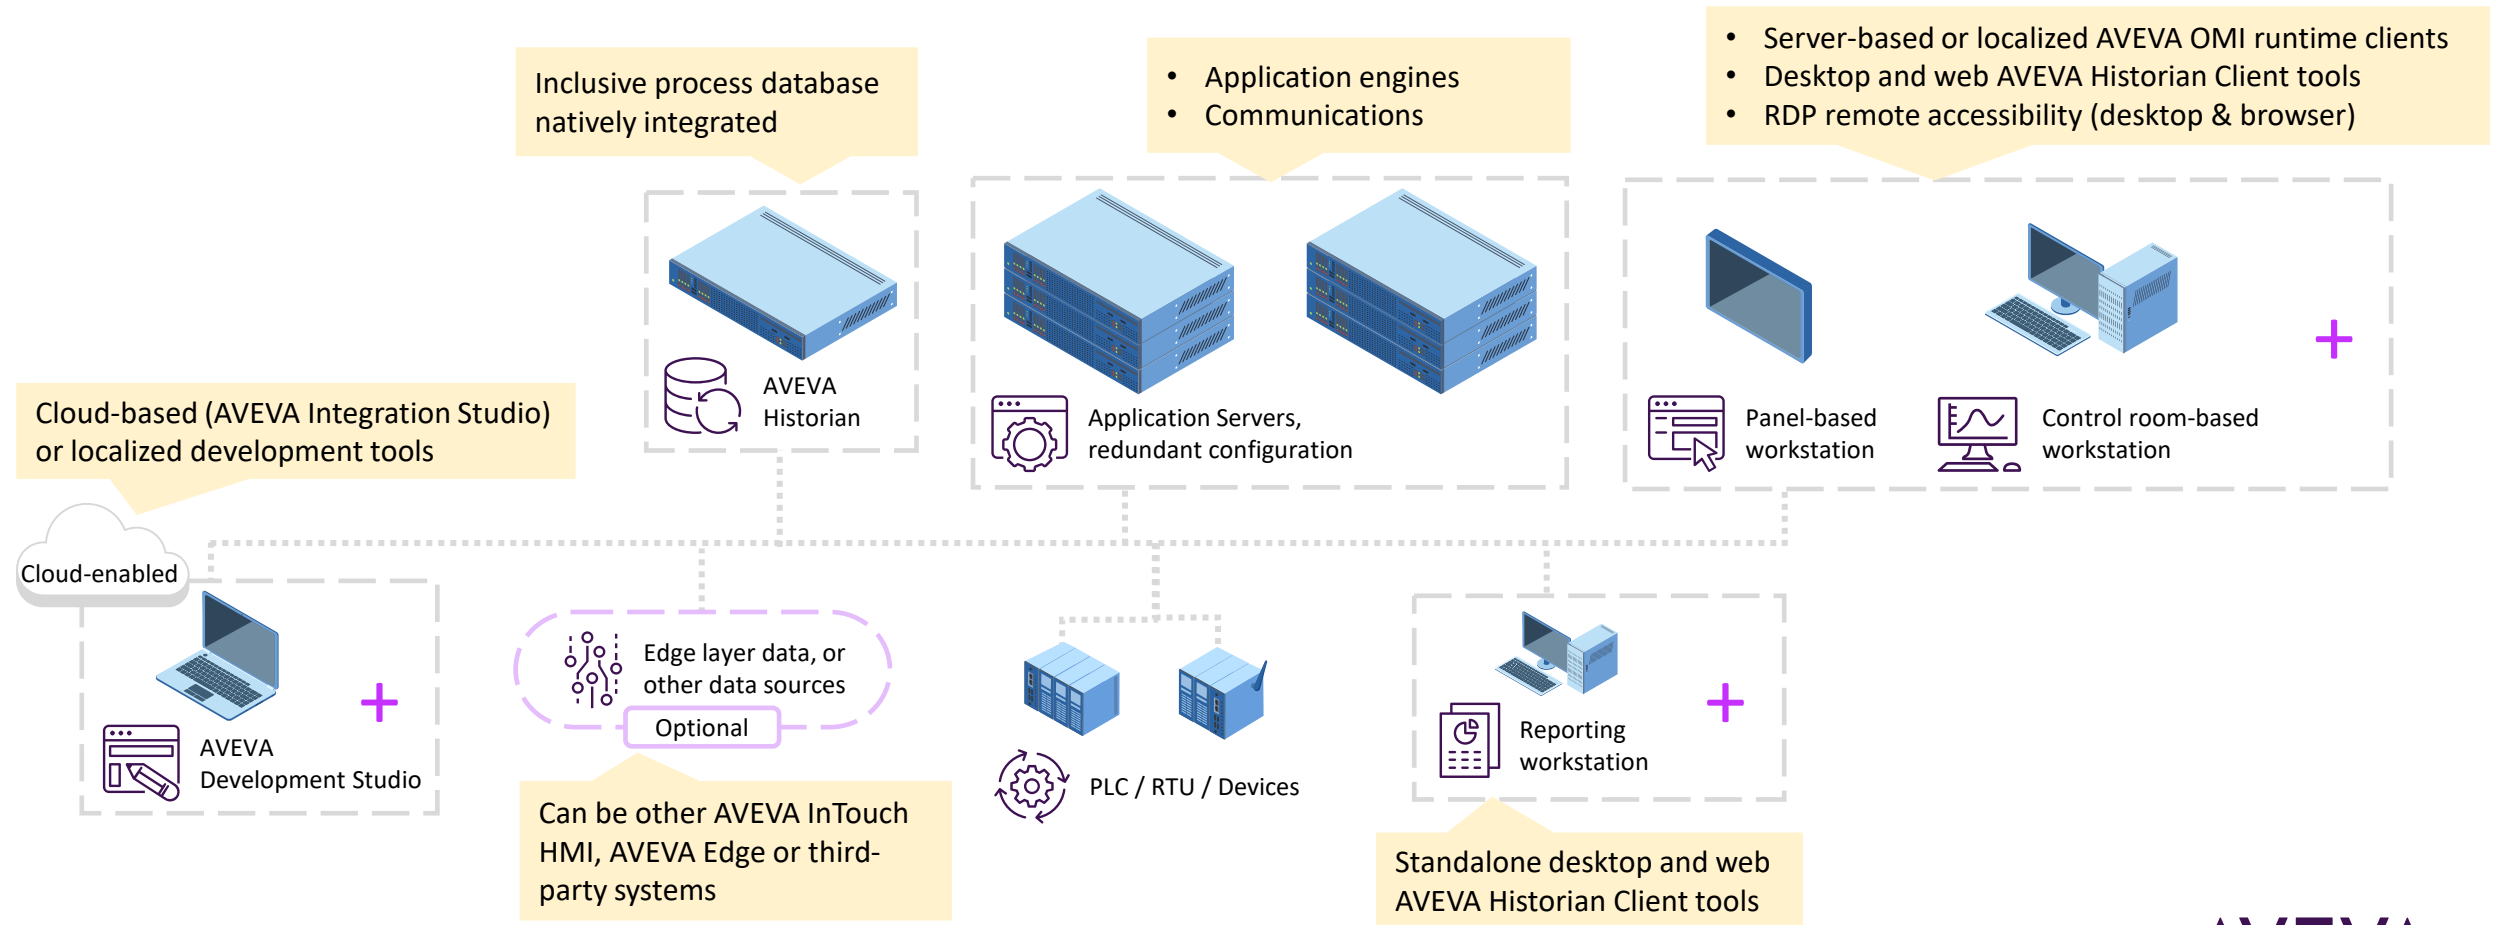 Inclusive process database
natively integrated
• Application engines
• Communications
• Server-based or localized AVEVA OMI runtime clients
• Desktop and web AVEVA Historian Client tools
• RDP remote accessibility (desktop & browser)
AVEVA
Historian
Application Servers,
redundant configuration
Panel-based
workstation
Control room-based
workstation
+
Cloud-based (AVEVA Integration Studio)
or localized development tools
Cloud-enabled
+
AVEVA
Development Studio
Edge layer data, or
other data sources
Optional
Can be other AVEVA InTouch
HMI, AVEVA Edge or third-
party systems
PLC / RTU / Devices
+
Reporting
workstation
Standalone desktop and web
AVEVA Historian Client tools
AVEVA